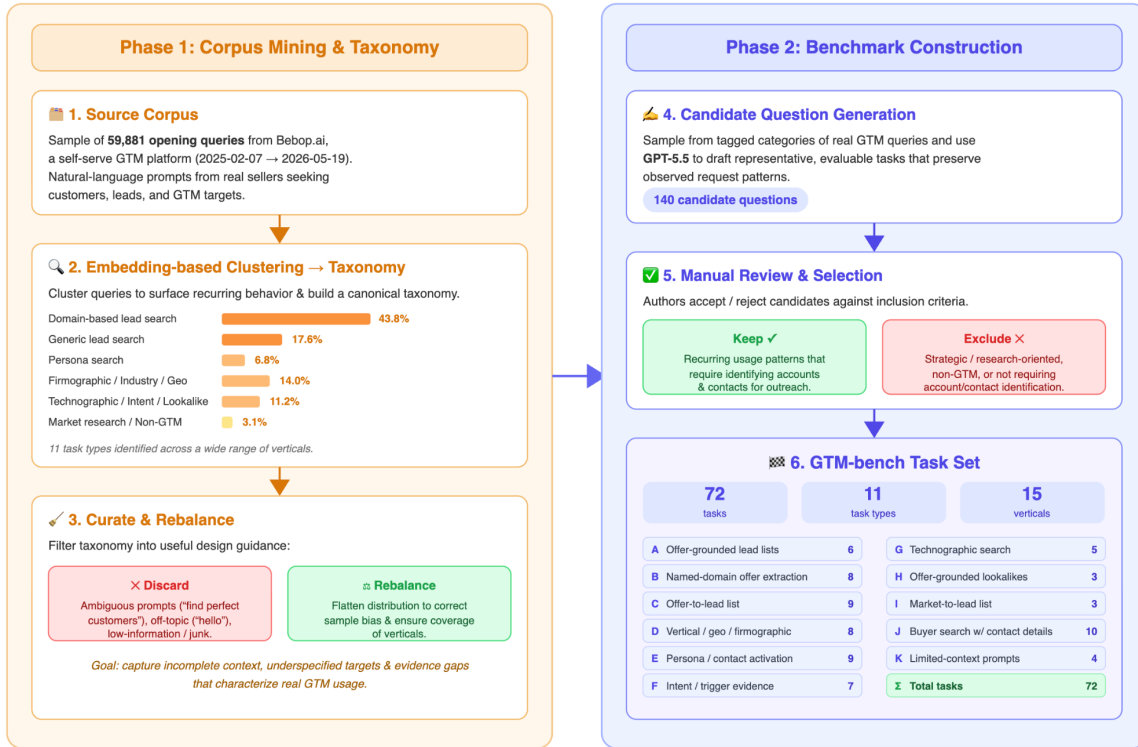 Phase 1: Corpus Mining & Taxonomy
1. Source Corpus
Sample of 59,881 opening queries from Bebop.ai,
a self-serve GTM platform (2025-02-07 → 2026-05-19).
Natural-language prompts from real sellers seeking
customers, leads, and GTM targets.
2. Embedding-based Clustering → Taxonomy
Cluster queries to surface recurring behavior & build a canonical taxonomy.
Domain-based lead search 43.8%
Generic lead search 17.6%
Persona search 6.8%
Firmographic / Industry / Geo 14.0%
Technographic / Intent / Lookalike 11.2%
Market research / Non-GTM 3.1%
11 task types identified across a wide range of verticals.
3. Curate & Rebalance
Filter taxonomy into useful design guidance:
✕ Discard
Ambiguous prompts (“find perfect
customers”), off-topic (“hello”),
low-information / junk.
⚖ Rebalance
Flatten distribution to correct
sample bias & ensure coverage
of verticals.
Goal: capture incomplete context, underspecified targets & evidence gaps
that characterize real GTM usage.
Phase 2: Benchmark Construction
4. Candidate Question Generation
Sample from tagged categories of real GTM queries and use
GPT-5.5 to draft representative, evaluable tasks that preserve
observed request patterns.
140 candidate questions
5. Manual Review & Selection
Authors accept / reject candidates against inclusion criteria.
Keep ✓
Recurring usage patterns that
require identifying accounts
& contacts for outreach.
Exclude ✕
Strategic / research-oriented,
non-GTM, or not requiring
account/contact identification.
6. GTM-bench Task Set
72
tasks
11
task types
15
verticals
A Offer-grounded lead lists 6
B Named-domain offer extraction 8
C Offer-to-lead list 9
D Vertical / geo / firmographic 8
E Persona / contact activation 9
F Intent / trigger evidence 7
G Technographic search 5
H Offer-grounded lookalikes 3
I Market-to-lead list 3
J Buyer search w/ contact details 10
K Limited-context prompts 4
Σ Total tasks 72